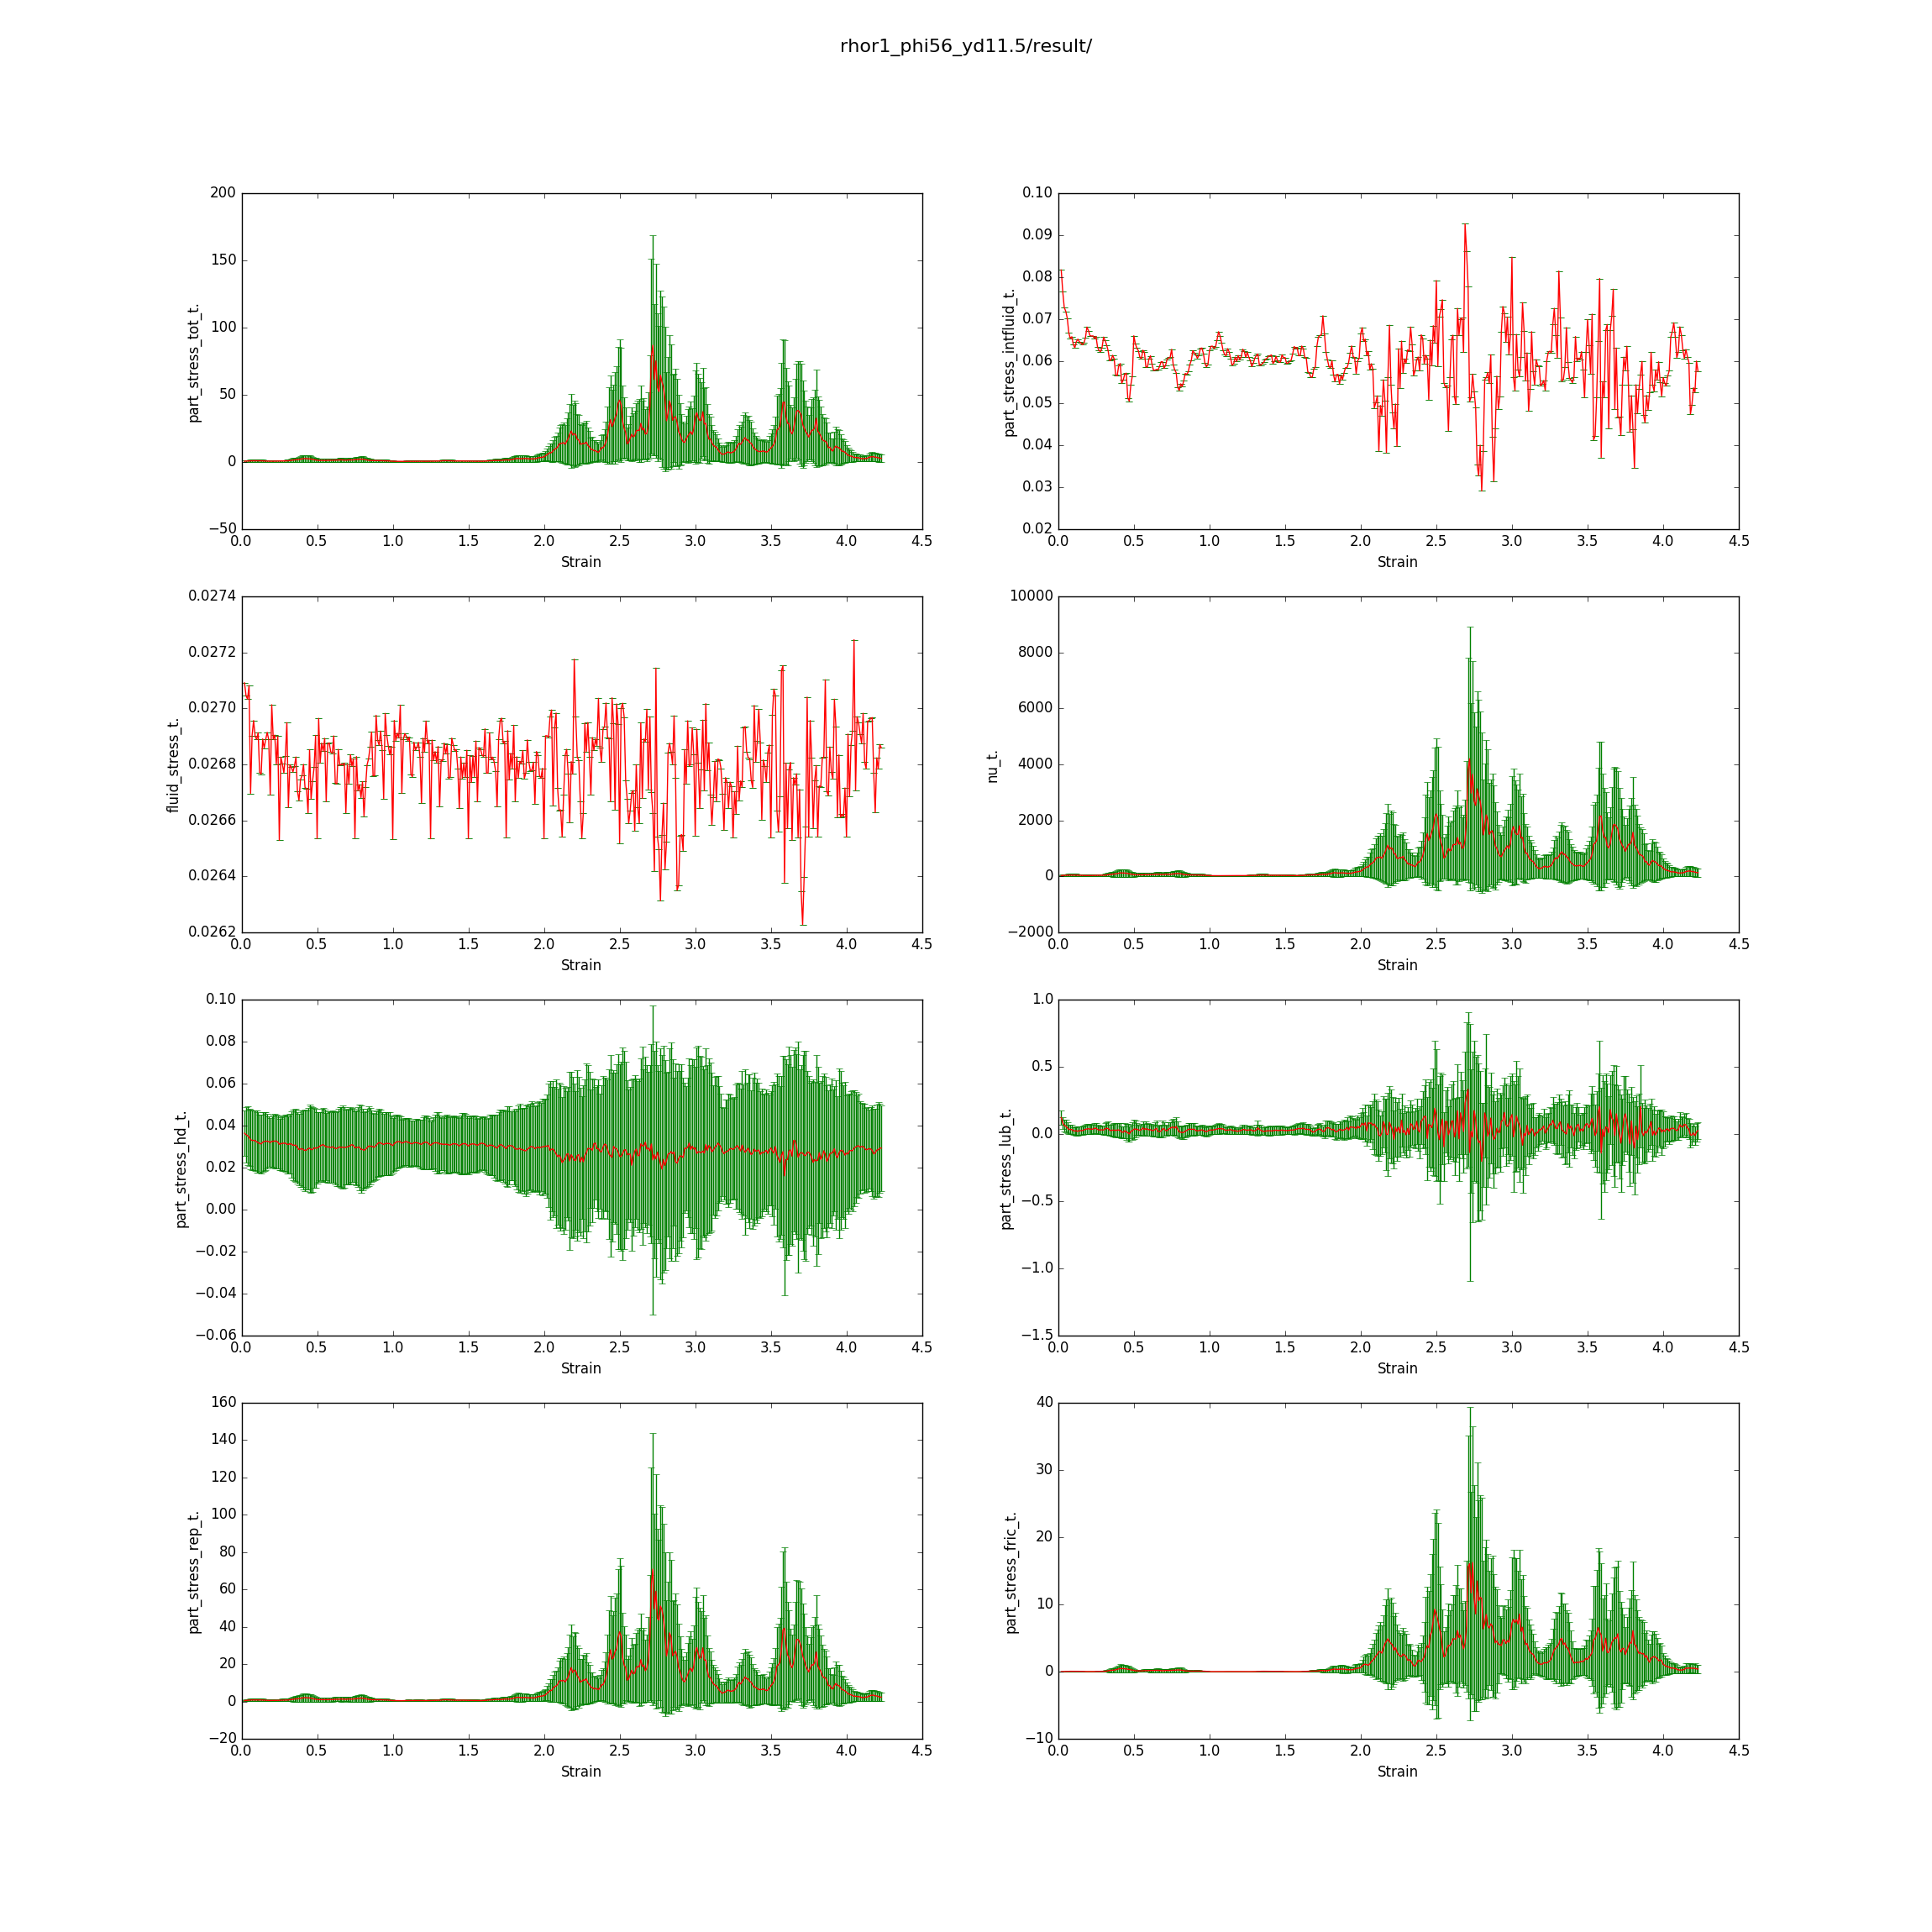 rhor1_phi56_yd11.5/result/
200
150
100
50
0
−50
part_stress_tot_t.
0.0 0.5 1.0 1.5 2.0 2.5 3.0 3.5 4.0 4.5
Strain
0.10
0.09
0.08
0.07
0.06
0.05
0.04
0.03
0.02
part_stress_intfluid_t.
0.0 0.5 1.0 1.5 2.0 2.5 3.0 3.5 4.0 4.5
Strain
0.0274
0.0272
0.0270
0.0268
0.0266
0.0264
0.0262
fluid_stress_t.
0.0 0.5 1.0 1.5 2.0 2.5 3.0 3.5 4.0 4.5
Strain
10000
8000
6000
4000
2000
0
−2000
nu_t.
0.0 0.5 1.0 1.5 2.0 2.5 3.0 3.5 4.0 4.5
Strain
0.10
0.08
0.06
0.04
0.02
0.00
−0.02
−0.04
−0.06
part_stress_hd_t.
0.0 0.5 1.0 1.5 2.0 2.5 3.0 3.5 4.0 4.5
Strain
1.0
0.5
0.0
−0.5
−1.0
−1.5
part_stress_lub_t.
0.0 0.5 1.0 1.5 2.0 2.5 3.0 3.5 4.0 4.5
Strain
160
140
120
100
80
60
40
20
0
−20
part_stress_rep_t.
0.0 0.5 1.0 1.5 2.0 2.5 3.0 3.5 4.0 4.5
Strain
40
30
20
10
0
−10
part_stress_fric_t.
0.0 0.5 1.0 1.5 2.0 2.5 3.0 3.5 4.0 4.5
Strain